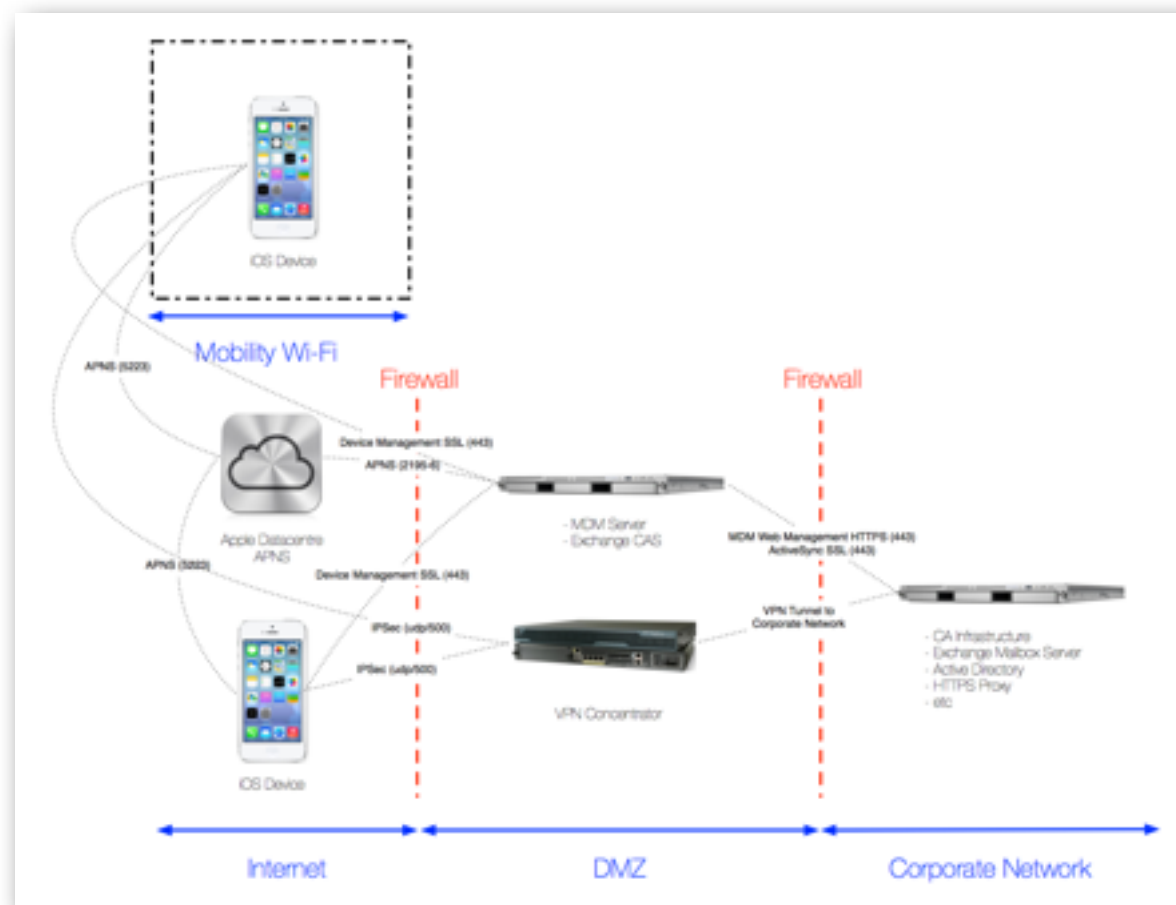 iOS Device
Mobility Wi-Fi
APNS (5223)
Firewall
Firewall
Device Management SSL (443)
APNS (2195-6)
- MDM Server
- Exchange CAS
MDM Web Management HTTPS (443)
ActiveSync SSL (443)
Apple Datacentre
APNS
APNS (5223)
Device Management SSL (443)
VPN Tunnel to
Corporate Network
IPSec (udp/500)
IPSec (udp/500)
- CA Infrastructure
- Exchange Mailbox Server
- Active Directory
- HTTPS Proxy
- etc
VPN Concentrator
iOS Device
Internet
DMZ
Corporate Network